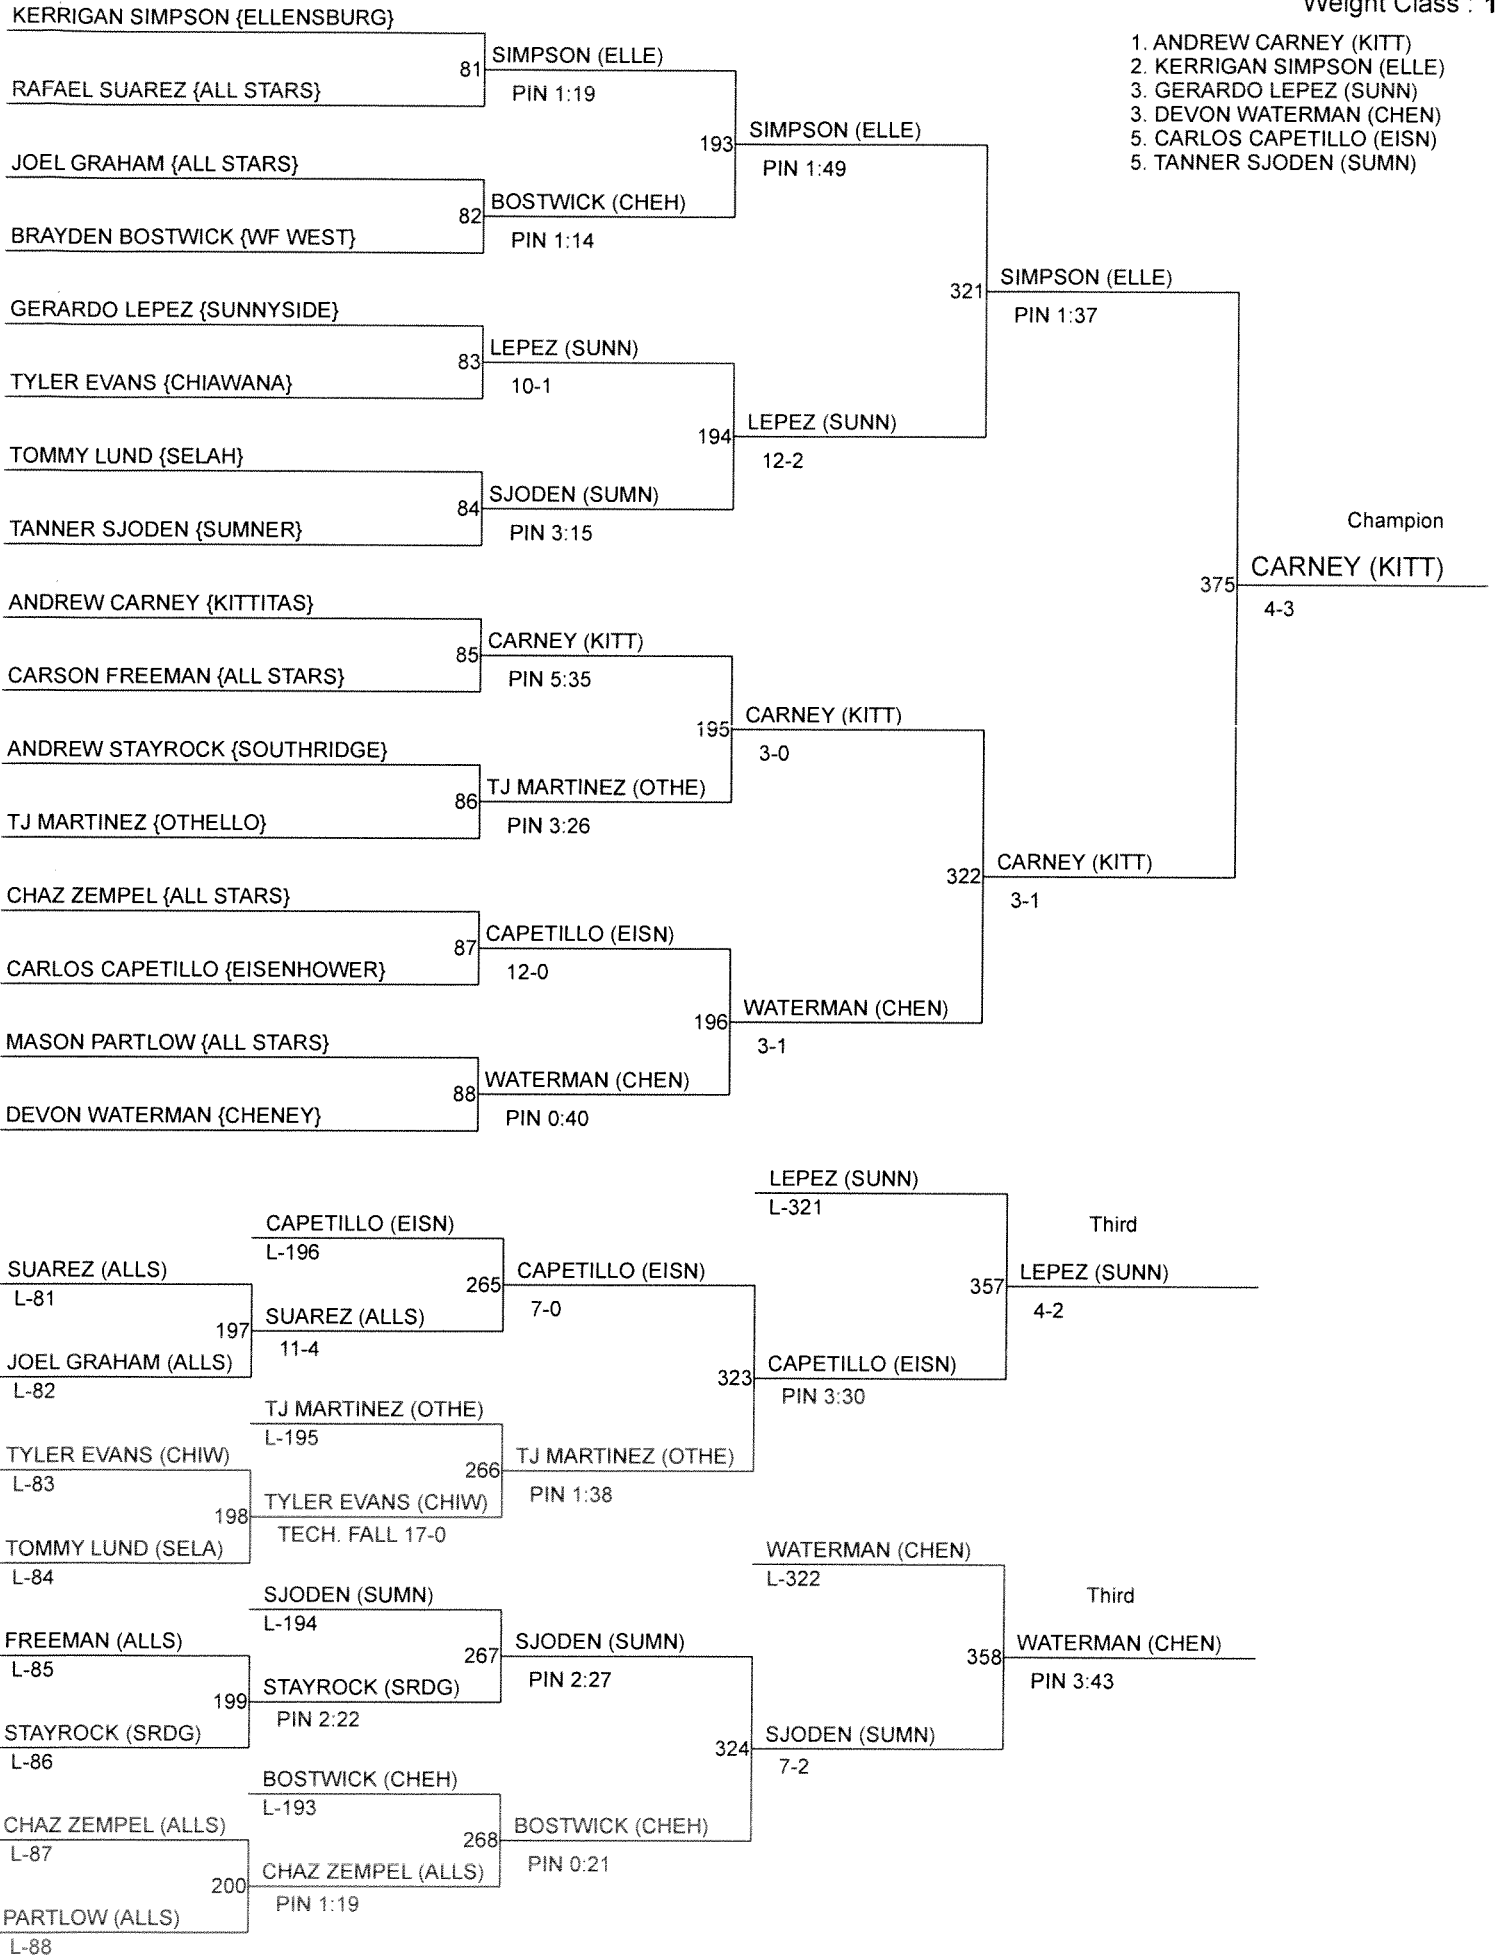 Weight Class : 1
1. ANDREW CARNEY (KITT)
2. KERRIGAN SIMPSON (ELLE)
3. GERARDO LEPEZ (SUNN)
3. DEVON WATERMAN (CHEN)
5. CARLOS CAPETILLO (EISN)
5. TANNER SJODEN (SUMN)
KERRIGAN SIMPSON {ELLENSBURG}
81
SIMPSON (ELLE)
RAFAEL SUAREZ {ALL STARS}
PIN 1:19
193
SIMPSON (ELLE)
PIN 1:49
JOEL GRAHAM {ALL STARS}
82
BOSTWICK (CHEH)
BRAYDEN BOSTWICK {WF WEST}
PIN 1:14
321
SIMPSON (ELLE)
PIN 1:37
GERARDO LEPEZ {SUNNYSIDE}
83
LEPEZ (SUNN)
TYLER EVANS {CHIAWANA}
10-1
194
LEPEZ (SUNN)
12-2
TOMMY LUND {SELAH}
84
SJODEN (SUMN)
TANNER SJODEN {SUMNER}
PIN 3:15
Champion
375
CARNEY (KITT)
4-3
ANDREW CARNEY {KITTITAS}
85
CARNEY (KITT)
CARSON FREEMAN {ALL STARS}
PIN 5:35
195
CARNEY (KITT)
3-0
ANDREW STAYROCK {SOUTHRIDGE}
86
TJ MARTINEZ (OTHE)
TJ MARTINEZ {OTHELLO}
PIN 3:26
322
CARNEY (KITT)
3-1
CHAZ ZEMPEL {ALL STARS}
87
CAPETILLO (EISN)
CARLOS CAPETILLO {EISENHOWER}
12-0
196
WATERMAN (CHEN)
3-1
MASON PARTLOW {ALL STARS}
88
WATERMAN (CHEN)
DEVON WATERMAN {CHENEY}
PIN 0:40
LEPEZ (SUNN)
L-321
CAPETILLO (EISN)
L-196
Third
SUAREZ (ALLS)
L-81
265
CAPETILLO (EISN)
7-0
357
LEPEZ (SUNN)
4-2
197
SUAREZ (ALLS)
11-4
JOEL GRAHAM (ALLS)
L-82
323
CAPETILLO (EISN)
PIN 3:30
TJ MARTINEZ (OTHE)
L-195
TYLER EVANS (CHIW)
L-83
266
TJ MARTINEZ (OTHE)
PIN 1:38
198
TYLER EVANS (CHIW)
TECH. FALL 17-0
TOMMY LUND (SELA)
L-84
WATERMAN (CHEN)
L-322
SJODEN (SUMN)
L-194
Third
FREEMAN (ALLS)
L-85
267
SJODEN (SUMN)
PIN 2:27
358
WATERMAN (CHEN)
PIN 3:43
199
STAYROCK (SRDG)
PIN 2:22
STAYROCK (SRDG)
L-86
324
SJODEN (SUMN)
7-2
BOSTWICK (CHEH)
L-193
CHAZ ZEMPEL (ALLS)
L-87
268
BOSTWICK (CHEH)
PIN 0:21
200
CHAZ ZEMPEL (ALLS)
PIN 1:19
PARTLOW (ALLS)
L-88